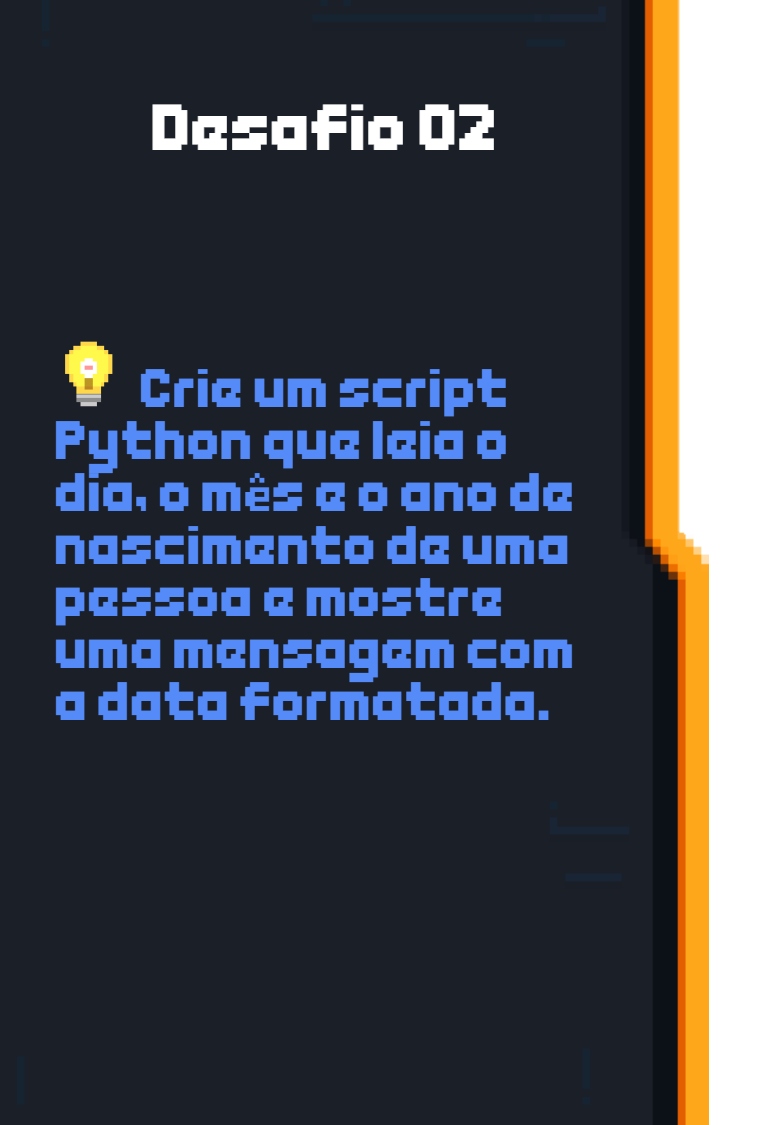 Desafio 02
Crie um script
Python que leia o
dia, o mês e o ano de
nascimento de uma
pessoa e mostre
uma mensagem com
a data formatada.